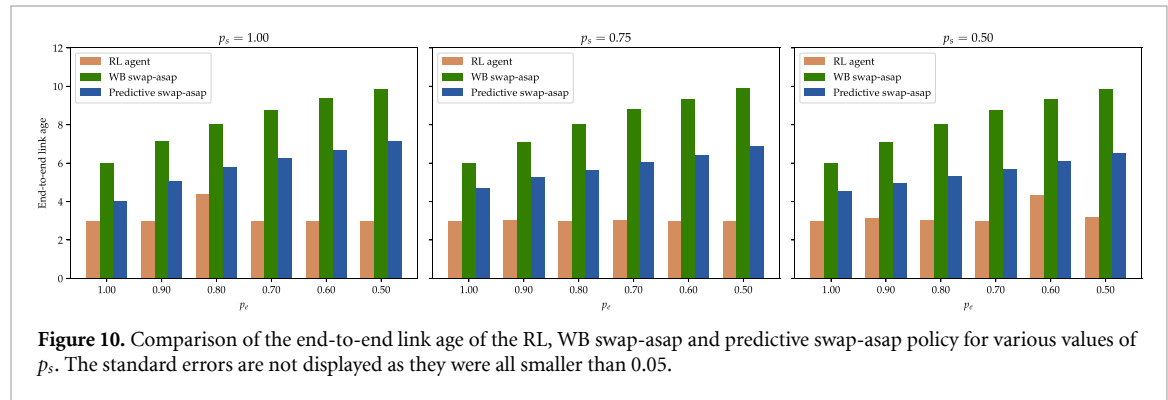 p_s = 1.00
p_s = 0.75
p_s = 0.50
12
10
8
6
4
2
0
End-to-end link age
RL agent
WB swap-asap
Predictive swap-asap
RL agent
WB swap-asap
Predictive swap-asap
RL agent
WB swap-asap
Predictive swap-asap
1.00 0.90 0.80 0.70 0.60 0.50
1.00 0.90 0.80 0.70 0.60 0.50
1.00 0.90 0.80 0.70 0.60 0.50
p_e
p_e
p_e
Figure 10. Comparison of the end-to-end link age of the RL, WB swap-asap and predictive swap-asap policy for various values of
p_s. The standard errors are not displayed as they were all smaller than 0.05.